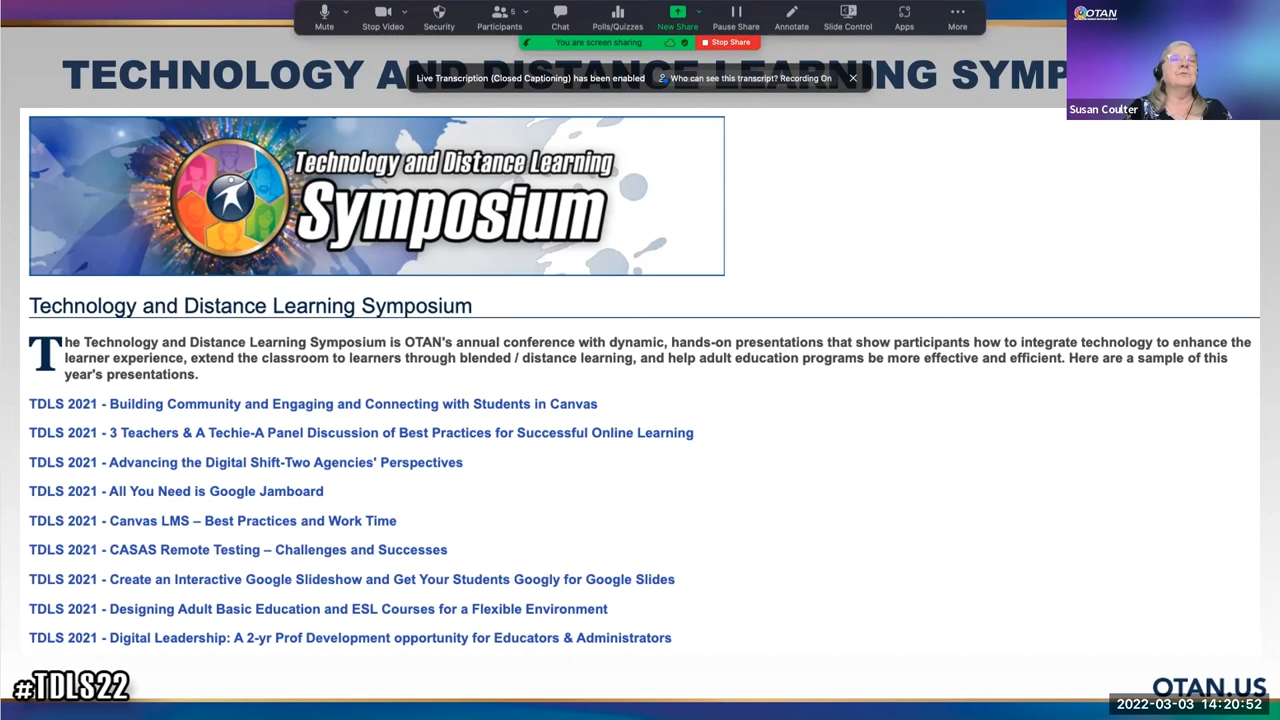 Mute
Stop Video
Security
Participants
5
Chat
Polls/Quizzes
New Share
Pause Share
Annotate
Slide Control
Apps
More
You are screen sharing
Stop Share
TECHNOLOGY AND DISTANCE LEARNING SYMP
Live Transcription (Closed Captioning) has been enabled
Who can see this transcript? Recording On
OTAN
Susan Coulter
Technology and Distance Learning
Symposium
Technology and Distance Learning Symposium
The Technology and Distance Learning Symposium is OTAN's annual conference with dynamic, hands-on presentations that show participants how to integrate technology to enhance the
learner experience, extend the classroom to learners through blended / distance learning, and help adult education programs be more effective and efficient. Here are a sample of this
year's presentations.
TDLS 2021 - Building Community and Engaging and Connecting with Students in Canvas
TDLS 2021 - 3 Teachers & A Techie-A Panel Discussion of Best Practices for Successful Online Learning
TDLS 2021 - Advancing the Digital Shift-Two Agencies' Perspectives
TDLS 2021 - All You Need is Google Jamboard
TDLS 2021 - Canvas LMS – Best Practices and Work Time
TDLS 2021 - CASAS Remote Testing – Challenges and Successes
TDLS 2021 - Create an Interactive Google Slideshow and Get Your Students Googly for Google Slides
TDLS 2021 - Designing Adult Basic Education and ESL Courses for a Flexible Environment
TDLS 2021 - Digital Leadership: A 2-yr Prof Development opportunity for Educators & Administrators
#TDLS22
OTAN.US
2022-03-03 14:20:52